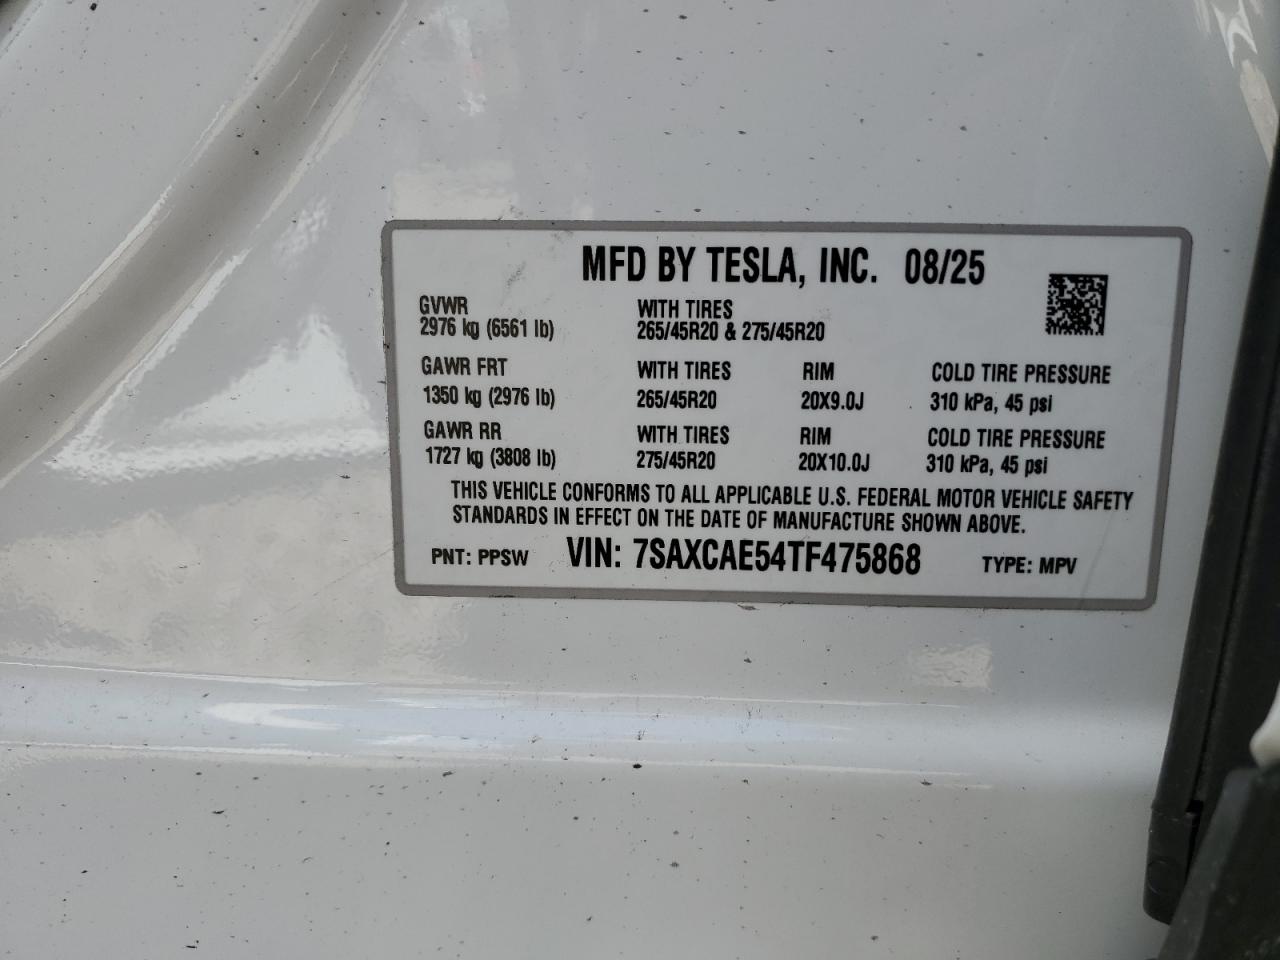 MFD BY TESLA, INC. 08/25
GVWR
2976 kg (6561 lb)
WITH TIRES
265/45R20 & 275/45R20
GAWR FRT WITH TIRES RIM COLD TIRE PRESSURE
1350 kg (2976 lb) 265/45R20 20X9.0J 310 kPa, 45 psi
GAWR RR WITH TIRES RIM COLD TIRE PRESSURE
1727 kg (3808 lb) 275/45R20 20X10.0J 310 kPa, 45 psi
THIS VEHICLE CONFORMS TO ALL APPLICABLE U.S. FEDERAL MOTOR VEHICLE SAFETY
STANDARDS IN EFFECT ON THE DATE OF MANUFACTURE SHOWN ABOVE.
PNT: PPSW VIN: 7SAXCAE54TF475868 TYPE: MPV